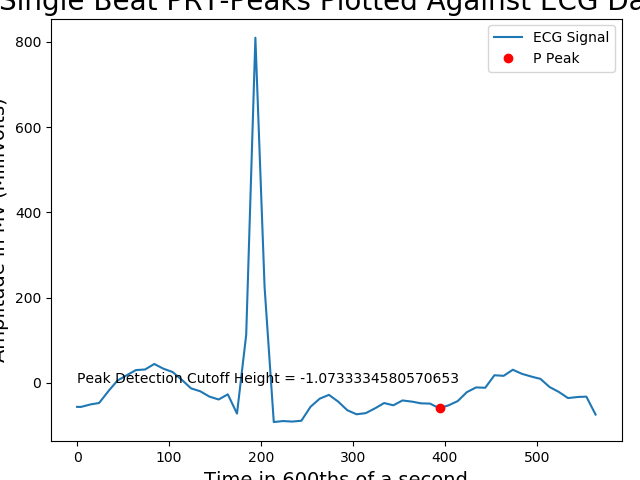 Single Beat PRT-Peaks Plotted Against ECG Da
ECG Signal
P Peak
Amplitude in MV (Millivolts)
800
600
400
200
0
Peak Detection Cutoff Height = -1.0733334580570653
0 100 200 300 400 500
Time in 600ths of a second